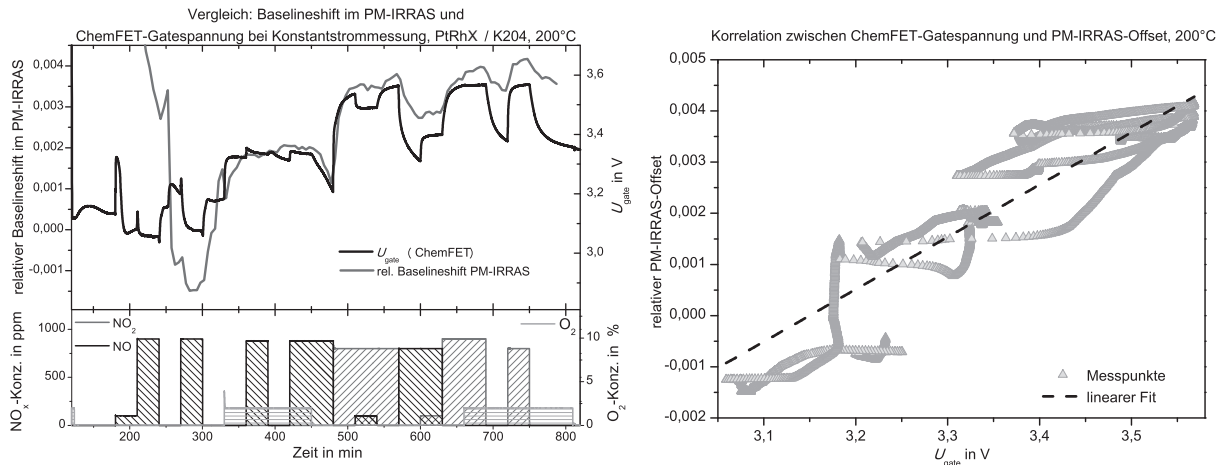 Vergleich: Baselineshift im PM-IRRAS und
ChemFET-Gatespannung bei Konstantstrommessung, PtRhX / K204, 200°C
relativer Baselineshift im PM-IRRAS
0,004
0,003
0,002
0,001
0,000
-0,001
3,6
3,4
3,2
3,0
U gate in V
U gate ( ChemFET)
rel. Baselineshift PM-IRRAS
NOx-Konz. in ppm
1000
500
0
NO2
NO
O2
10
5
0
O2-Konz. in %
200 300 400 500 600 700 800
Zeit in min
Korrelation zwischen ChemFET-Gatespannung und PM-IRRAS-Offset, 200°C
relativer PM-IRRAS-Offset
0,005
0,004
0,003
0,002
0,001
0,000
-0,001
-0,002
Messpunkte
linearer Fit
3,1 3,2 3,3 3,4 3,5
U gate in V